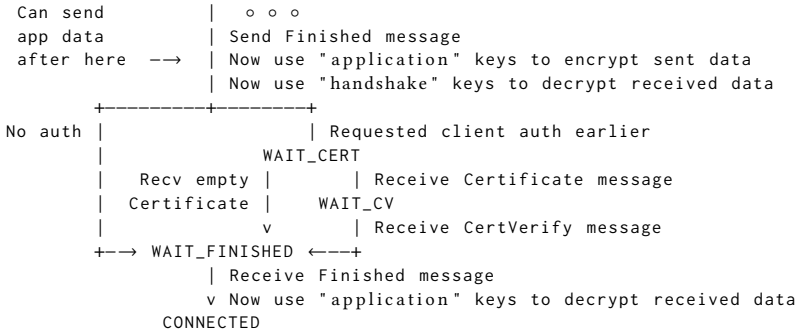 Can send | ○ ○ ○
app data | Send Finished message
after here —→ | Now use "application" keys to encrypt sent data
| Now use "handshake" keys to decrypt received data
+—————————+————————+
No auth | | Requested client auth earlier
| WAIT_CERT
| Recv empty | | Receive Certificate message
| Certificate | WAIT_CV
| v | Receive CertVerify message
+—→ WAIT_FINISHED ←——+
| Receive Finished message
v Now use "application" keys to decrypt received data
CONNECTED